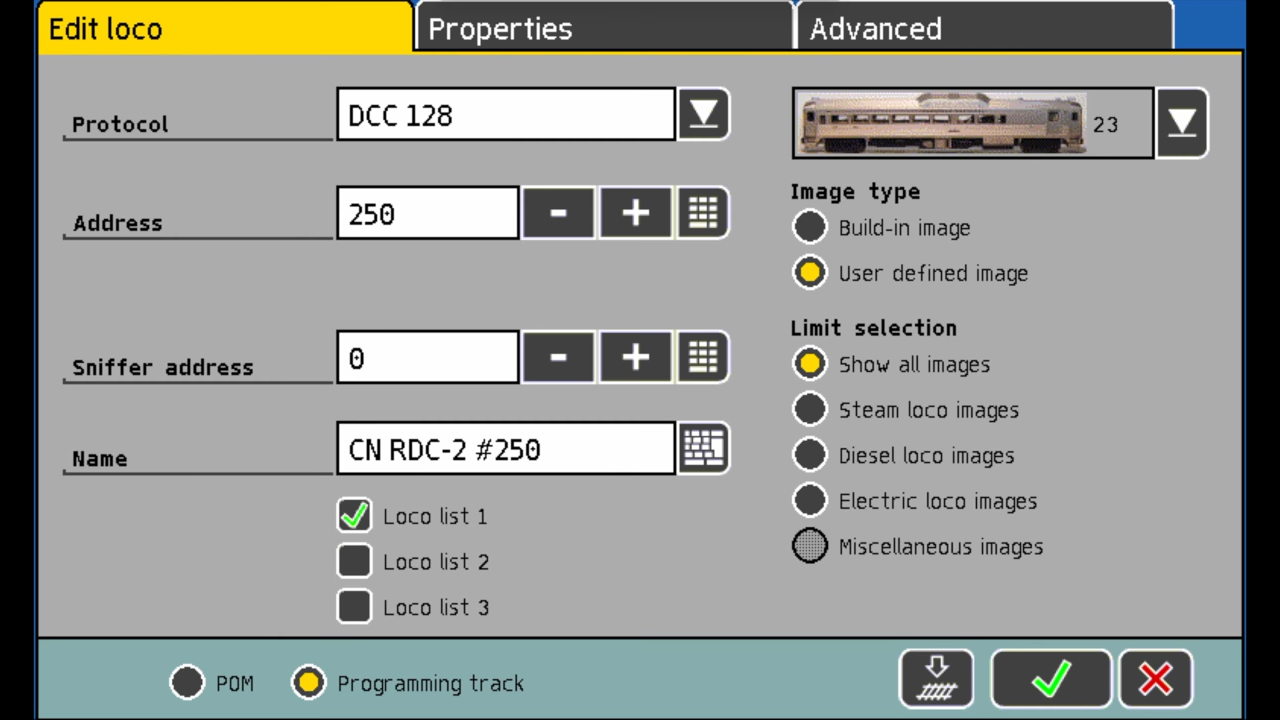 Edit loco
Properties
Advanced
Protocol
DCC 128
23
Address
250
-
+
Image type
Build-in image
User defined image
Sniffer address
0
-
+
Limit selection
Show all images
Steam loco images
Diesel loco images
Electric loco images
Miscellaneous images
Name
CN RDC-2 #250
Loco list 1
Loco list 2
Loco list 3
POM
Programming track